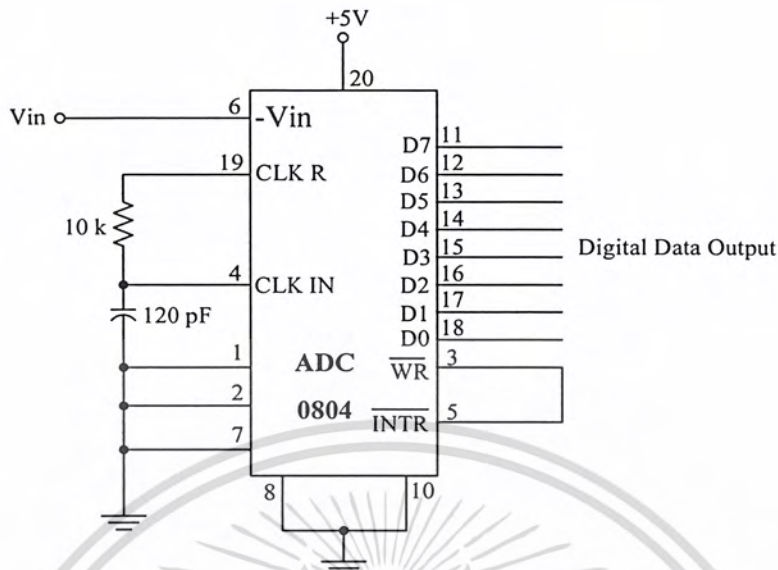 +5V
20
Vin
6
-Vin
D7
11
19
CLK R
D6
12
D5
13
10 k
D4
14
D3
15
Digital Data Output
4
CLK IN
D2
16
120 pF
D1
17
D0
18
1
ADC
WR
3
2
0804
INTR
5
7
8
10